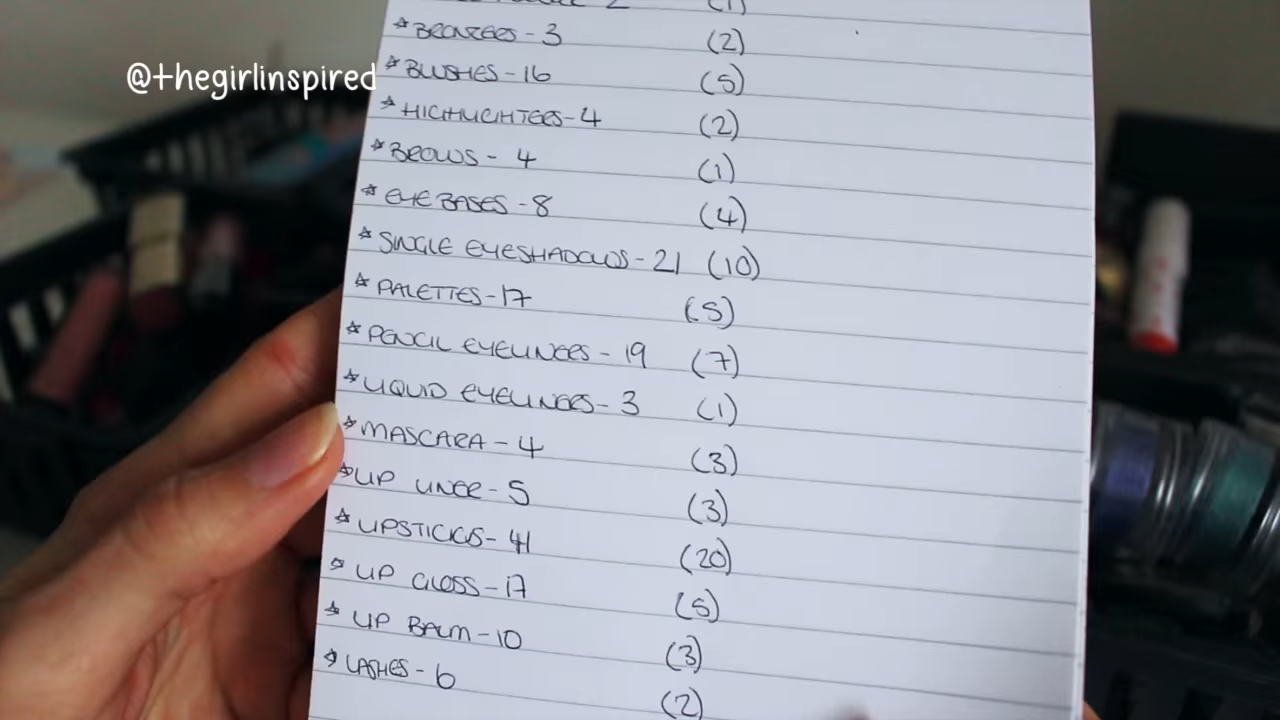 @thegirlinspired
2 (1)
☆ BRONZERS - 3 (2)
☆ BLUSHES - 16 (5)
☆ HIGHLIGHTERS - 4 (2)
☆ BROWS - 4 (1)
☆ EYE BASES - 8 (4)
☆ SINGLE EYESHADOWS - 21 (10)
☆ PALETTES - 17 (5)
☆ PENCIL EYELINERS - 19 (7)
☆ LIQUID EYELINERS - 3 (1)
☆ MASCARA - 4 (3)
☆ LIP LINER - 5 (3)
☆ LIPSTICKS - 41 (20)
☆ LIP GLOSS - 17 (5)
☆ LIP BALM - 10 (3)
☆ LASHES - 6 (2)